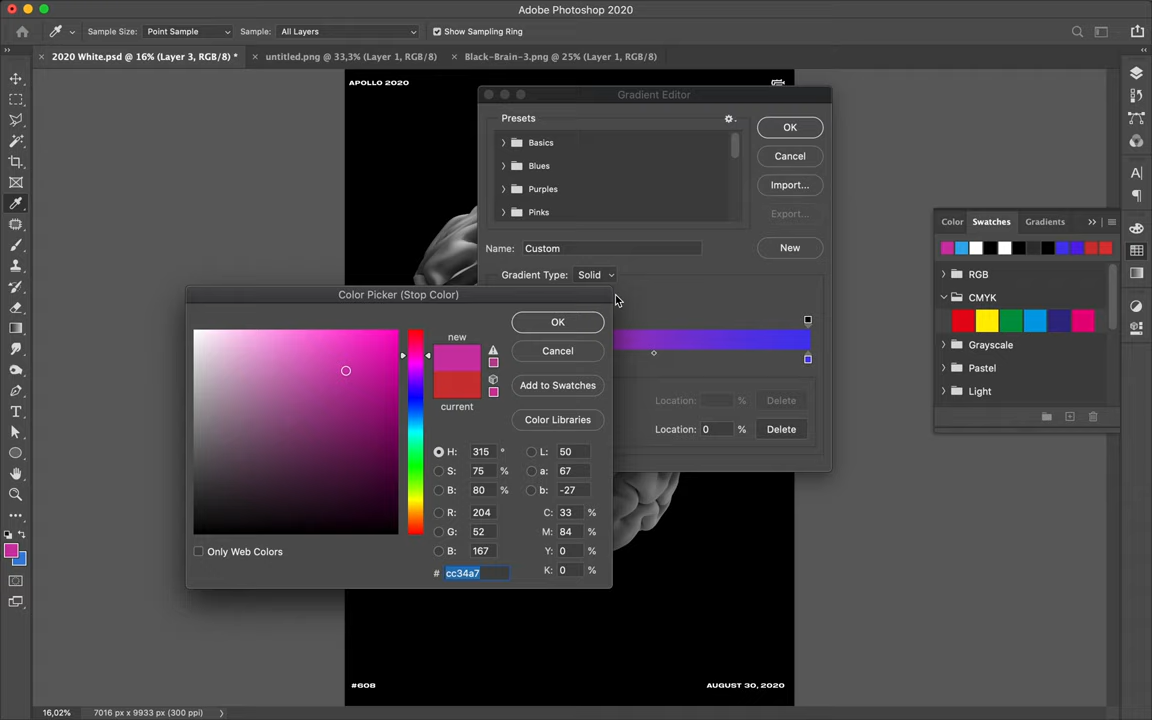 Adobe Photoshop 2020
Sample Size: Point Sample Sample: All Layers Show Sampling Ring
2020 White.psd @ 16% (Layer 3, RGB/8) * untitled.png @ 33,3% (Layer 1, RGB/8) Black-Brain-3.png @ 25% (Layer 1, RGB/8)
APOLLO 2020
Gradient Editor
Presets
OK
Basics
Cancel
Blues
Import...
Purples
Export...
Pinks
Name: Custom
New
Gradient Type: Solid
Color Swatches Gradients
RGB
CMYK
Grayscale
Pastel
Light
Color Picker (Stop Color)
new
OK
Cancel
Add to Swatches
current
Color Libraries
Location: % Delete
Location: 0 % Delete
H: 315 ° L: 50
S: 75 % a: 67
B: 80 % b: -27
R: 204 C: 33 %
G: 52 M: 84 %
B: 167 Y: 0 %
Only Web Colors
# cc34a7 K: 0 %
#608
AUGUST 30, 2020
16,02% 7016 px x 9933 px (300 ppi)